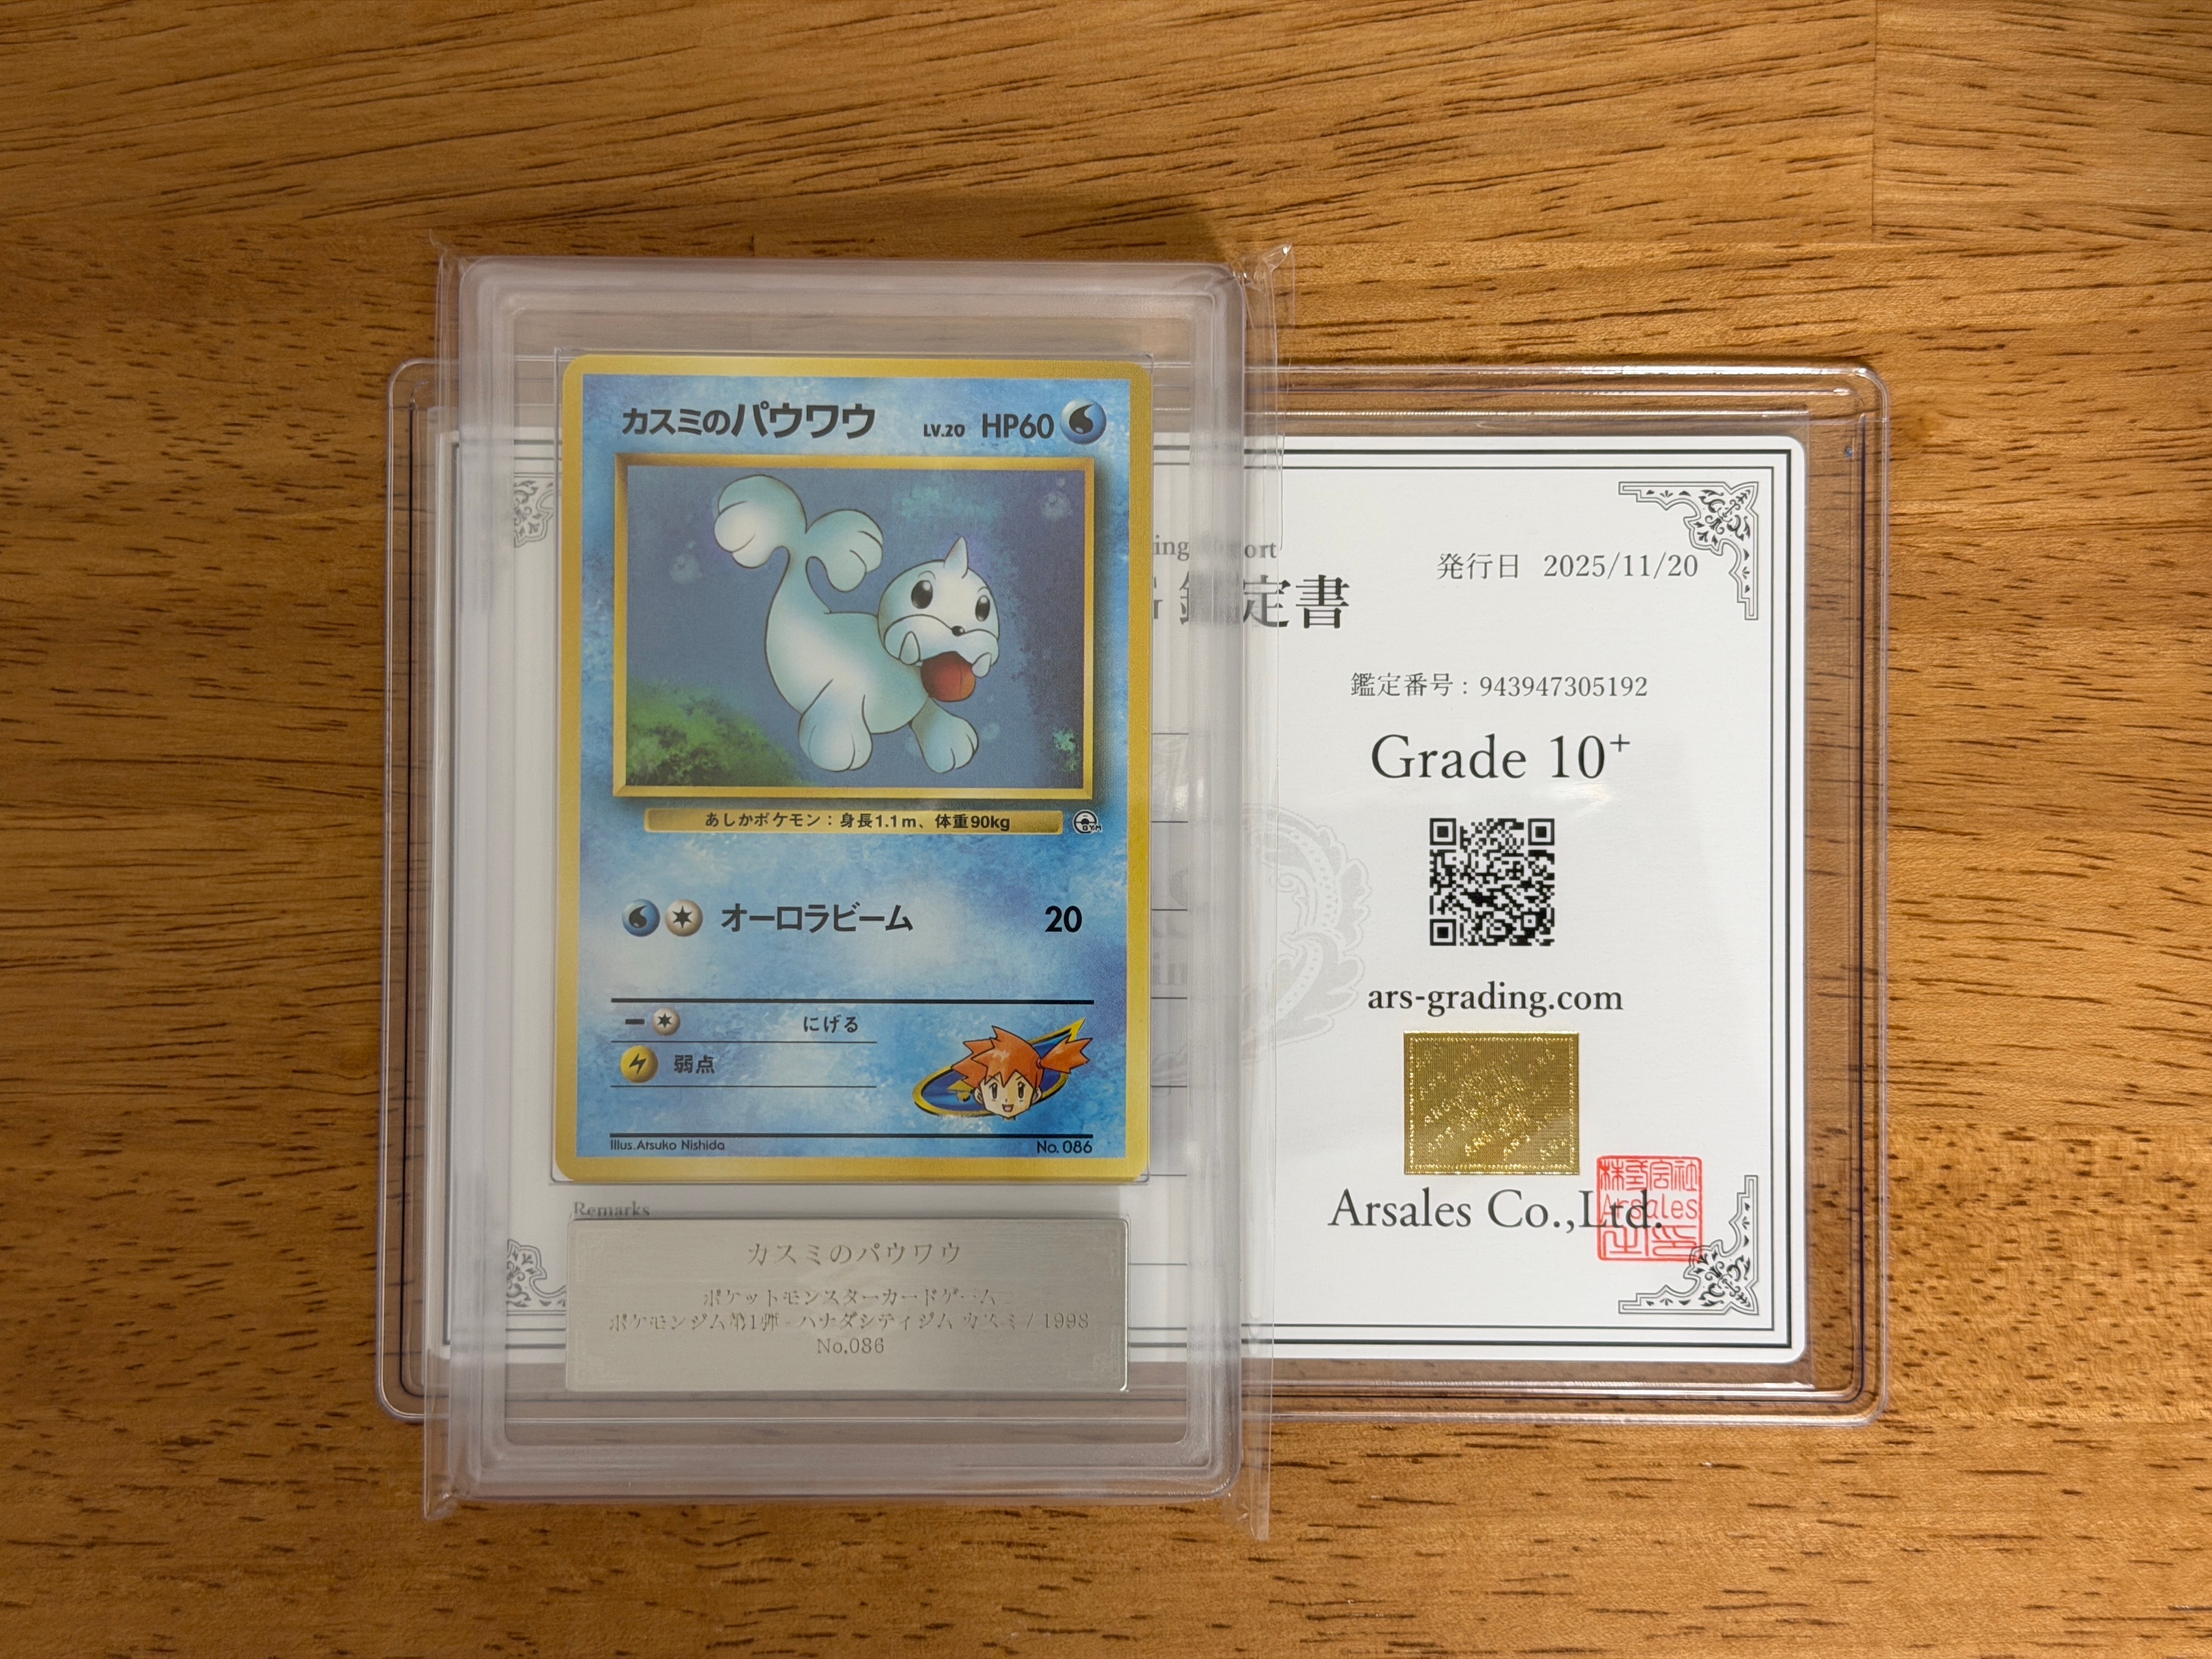 カスミのパウワウ LV.20 HP60
あしかポケモン：身長1.1m、体重90kg
GYM
オーロラビーム 20
にげる
弱点
Illus.Atsuko Nishida No. 086
Remarks
カスミのパウワウ
ポケットモンスターカードゲーム
ポケモンジム第1弾 - ハナダシティジム カスミ / 1998
No.086
発行日 2025/11/20
鑑定書
鑑定番号 : 943947305192
Grade 10⁺
ars-grading.com
Arsales Co.,Ltd.
株式会社
Arsales